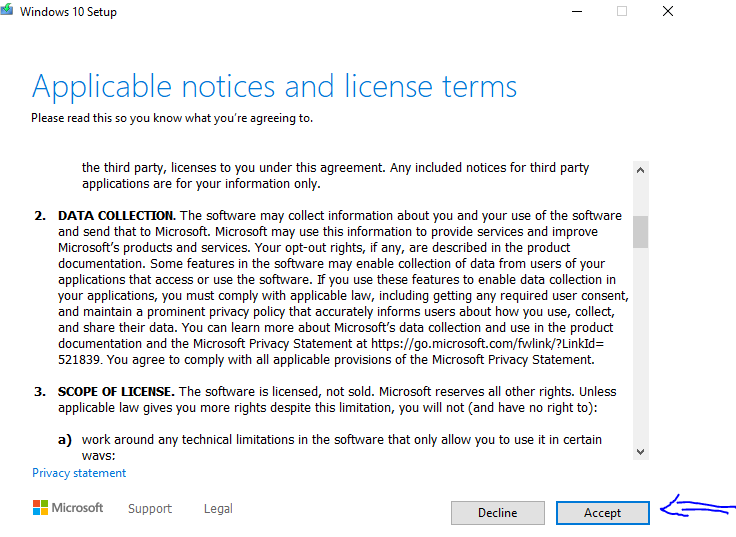 Windows 10 Setup
Applicable notices and license terms
Please read this so you know what you're agreeing to.
the third party, licenses to you under this agreement. Any included notices for third party
applications are for your information only.
2. DATA COLLECTION. The software may collect information about you and your use of the software
and send that to Microsoft. Microsoft may use this information to provide services and improve
Microsoft's products and services. Your opt-out rights, if any, are described in the product
documentation. Some features in the software may enable collection of data from users of your
applications that access or use the software. If you use these features to enable data collection in
your applications, you must comply with applicable law, including getting any required user consent,
and maintain a prominent privacy policy that accurately informs users about how you use, collect,
and share their data. You can learn more about Microsoft's data collection and use in the product
documentation and the Microsoft Privacy Statement at https://go.microsoft.com/fwlink/?LinkId=
521839. You agree to comply with all applicable provisions of the Microsoft Privacy Statement.
3. SCOPE OF LICENSE. The software is licensed, not sold. Microsoft reserves all other rights. Unless
applicable law gives you more rights despite this limitation, you will not (and have no right to):
a) work around any technical limitations in the software that only allow you to use it in certain
ways:
Privacy statement
Microsoft Support Legal Decline Accept